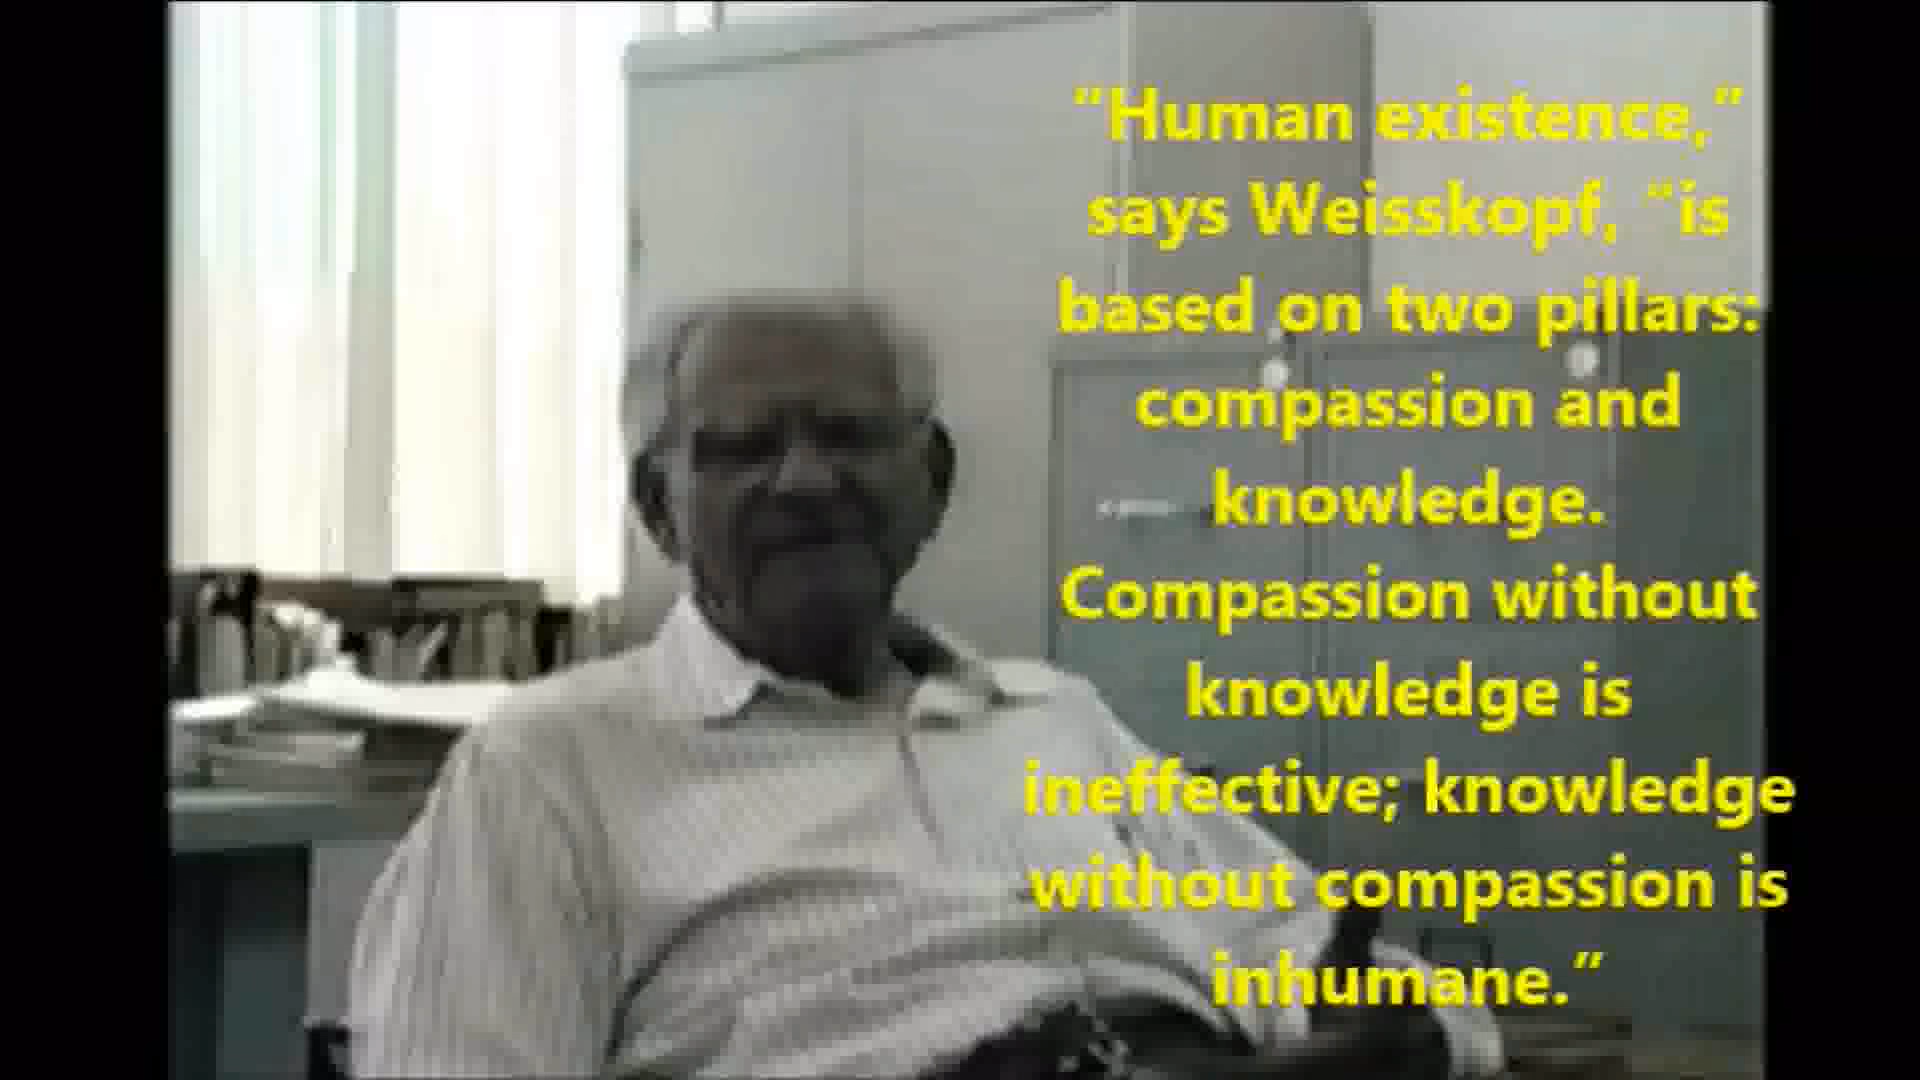 “Human existence,”
says Weisskopf, “is
based on two pillars:
compassion and
knowledge.
Compassion without
knowledge is
ineffective; knowledge
without compassion is
inhumane.”